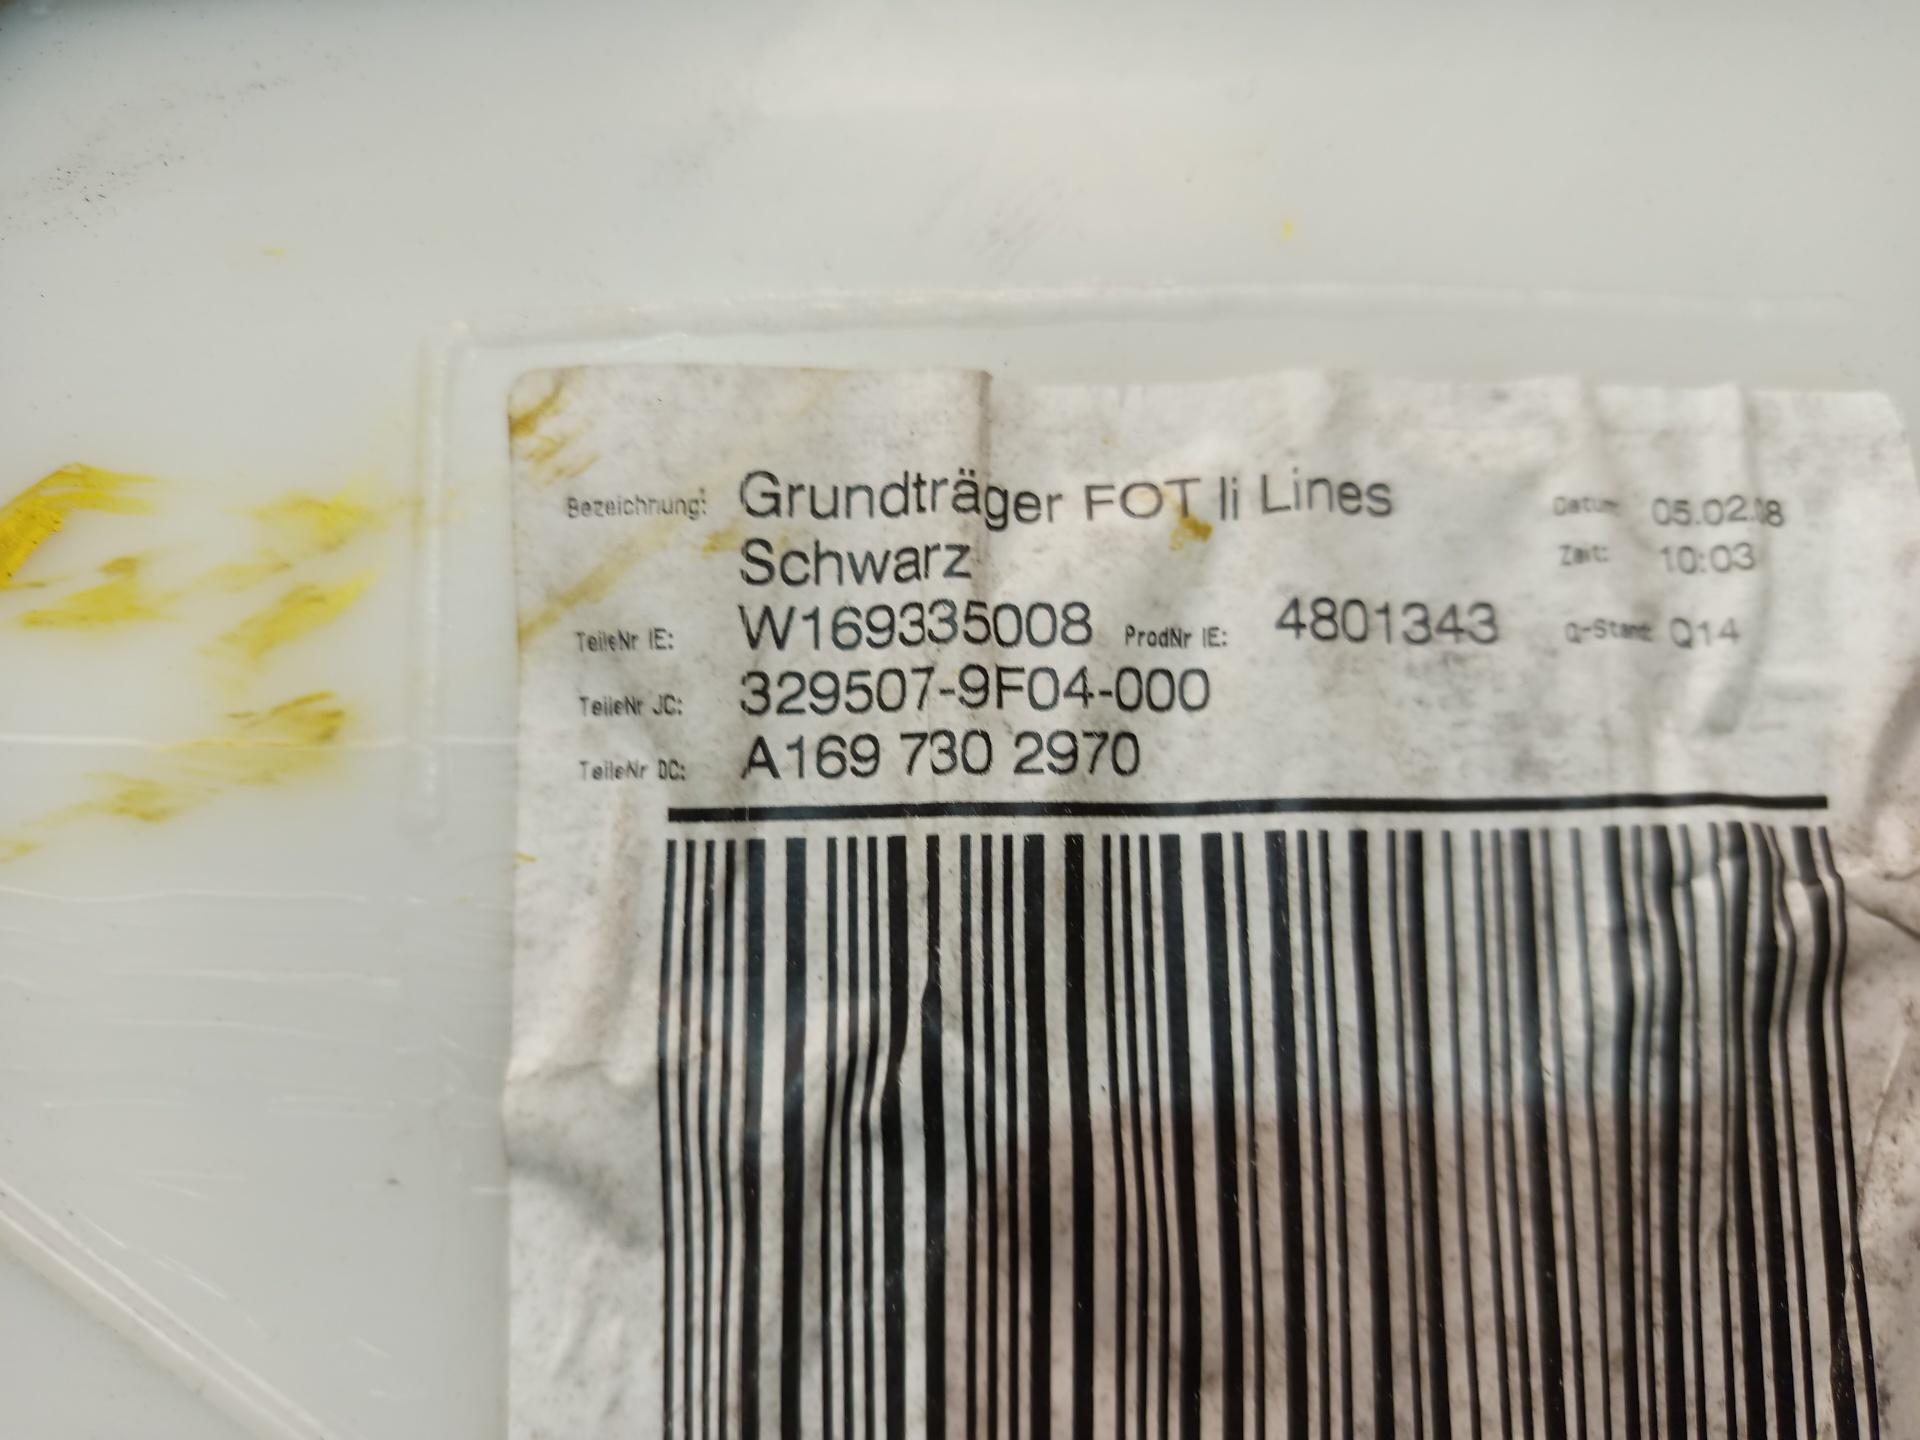 Bezeichnung: Grundträger FOT li Lines Datum 05.02.08
Schwarz Zeit: 10:03
TeileNr IE: W169335008 ProdNr IE: 4801343 Q-Stand: Q14
TeileNr JC: 329507-9F04-000
TeileNr DC: A169 730 2970